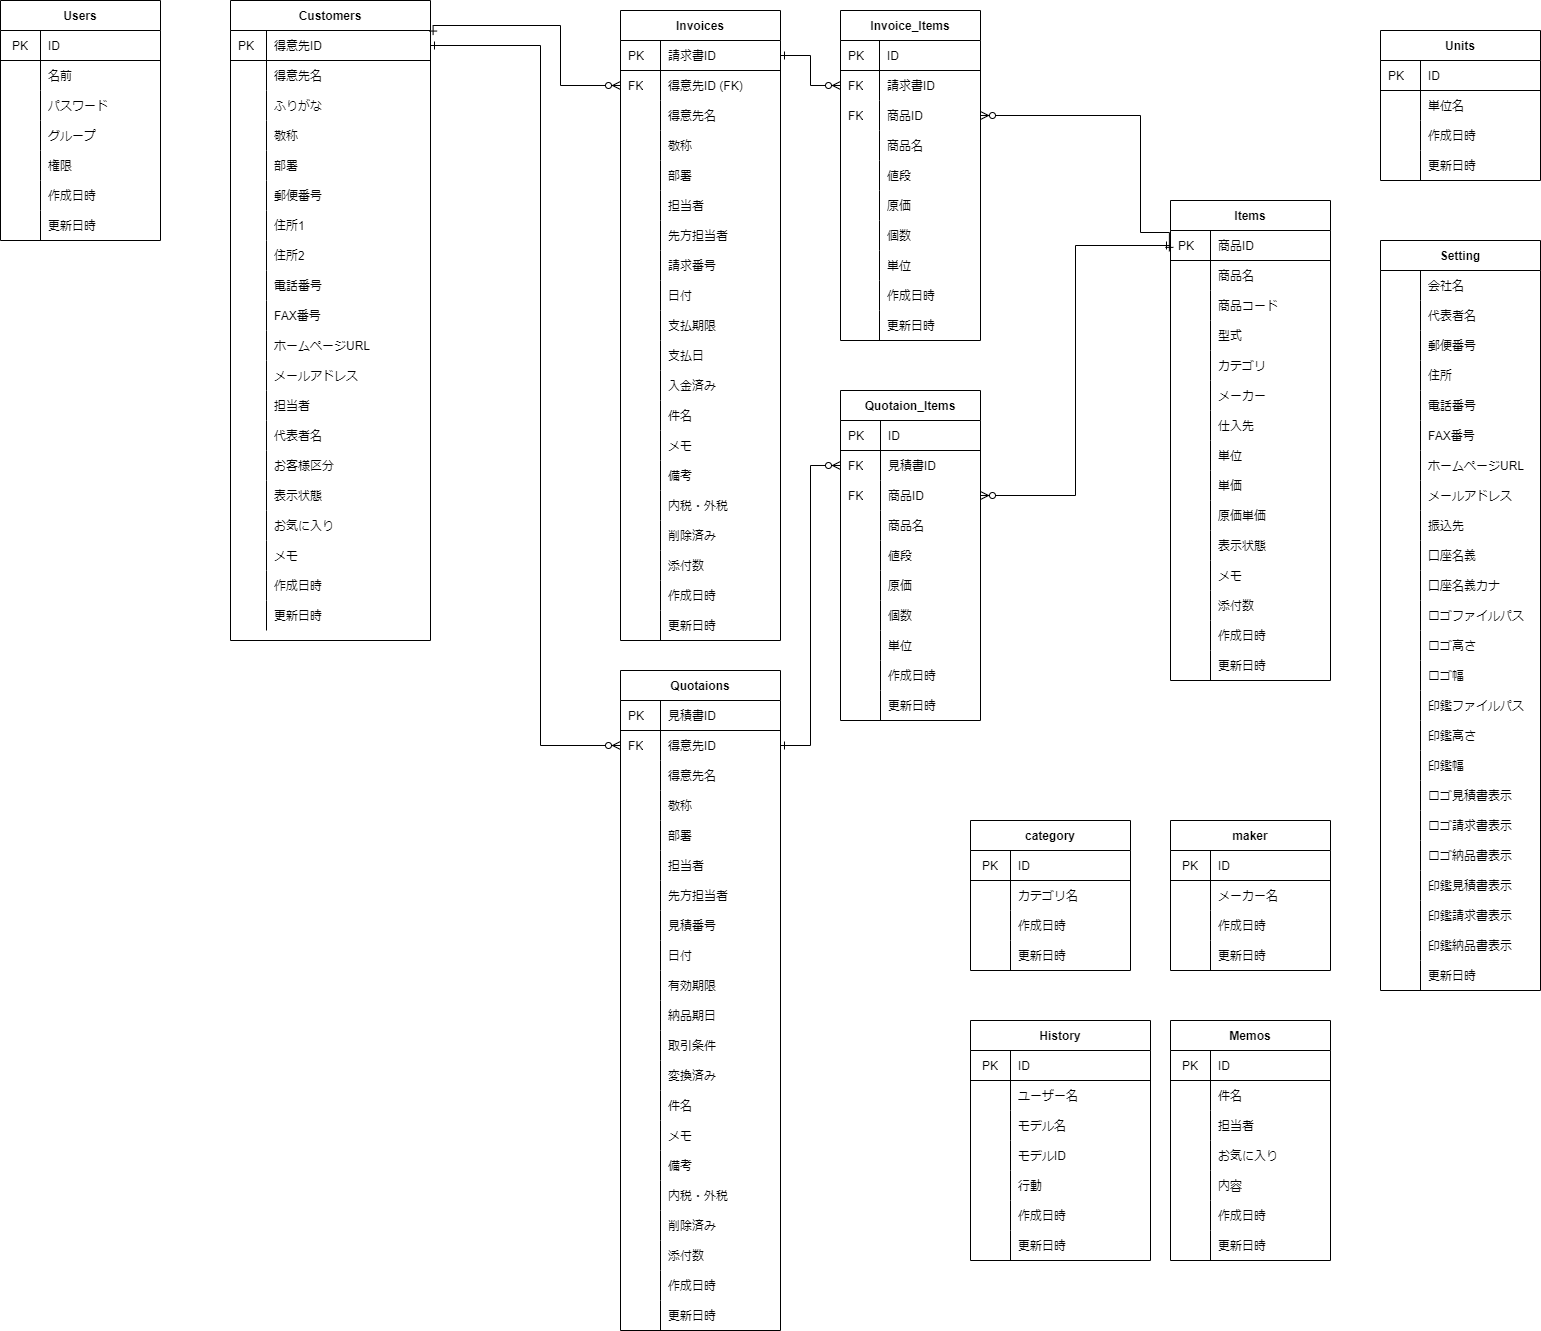 Users
PK ID
名前
パスワード
グループ
権限
作成日時
更新日時
Customers
PK 得意先ID
得意先名
ふりがな
敬称
部署
郵便番号
住所1
住所2
電話番号
FAX番号
ホームページURL
メールアドレス
担当者
代表者名
お客様区分
表示状態
お気に入り
メモ
作成日時
更新日時
Invoices
PK 請求書ID
FK 得意先ID (FK)
得意先名
敬称
部署
担当者
先方担当者
請求番号
日付
支払期限
支払日
入金済み
件名
メモ
備考
内税・外税
削除済み
添付数
作成日時
更新日時
Quotaions
PK 見積書ID
FK 得意先ID
得意先名
敬称
部署
担当者
先方担当者
見積番号
日付
有効期限
納品期日
取引条件
変換済み
件名
メモ
備考
内税・外税
削除済み
添付数
作成日時
更新日時
Invoice_Items
PK ID
FK 請求書ID
FK 商品ID
商品名
値段
原価
個数
単位
作成日時
更新日時
Quotaion_Items
PK ID
FK 見積書ID
FK 商品ID
商品名
値段
原価
個数
単位
作成日時
更新日時
Items
PK 商品ID
商品名
商品コード
型式
カテゴリ
メーカー
仕入先
単位
単価
原価単価
表示状態
メモ
添付数
作成日時
更新日時
category
PK ID
カテゴリ名
作成日時
更新日時
maker
PK ID
メーカー名
作成日時
更新日時
History
PK ID
ユーザー名
モデル名
モデルID
行動
作成日時
更新日時
Memos
PK ID
件名
担当者
お気に入り
内容
作成日時
更新日時
Units
PK ID
単位名
作成日時
更新日時
Setting
会社名
代表者名
郵便番号
住所
電話番号
FAX番号
ホームページURL
メールアドレス
振込先
口座名義
口座名義カナ
ロゴファイルパス
ロゴ高さ
ロゴ幅
印鑑ファイルパス
印鑑高さ
印鑑幅
ロゴ見積書表示
ロゴ請求書表示
ロゴ納品書表示
印鑑見積書表示
印鑑請求書表示
印鑑納品書表示
更新日時